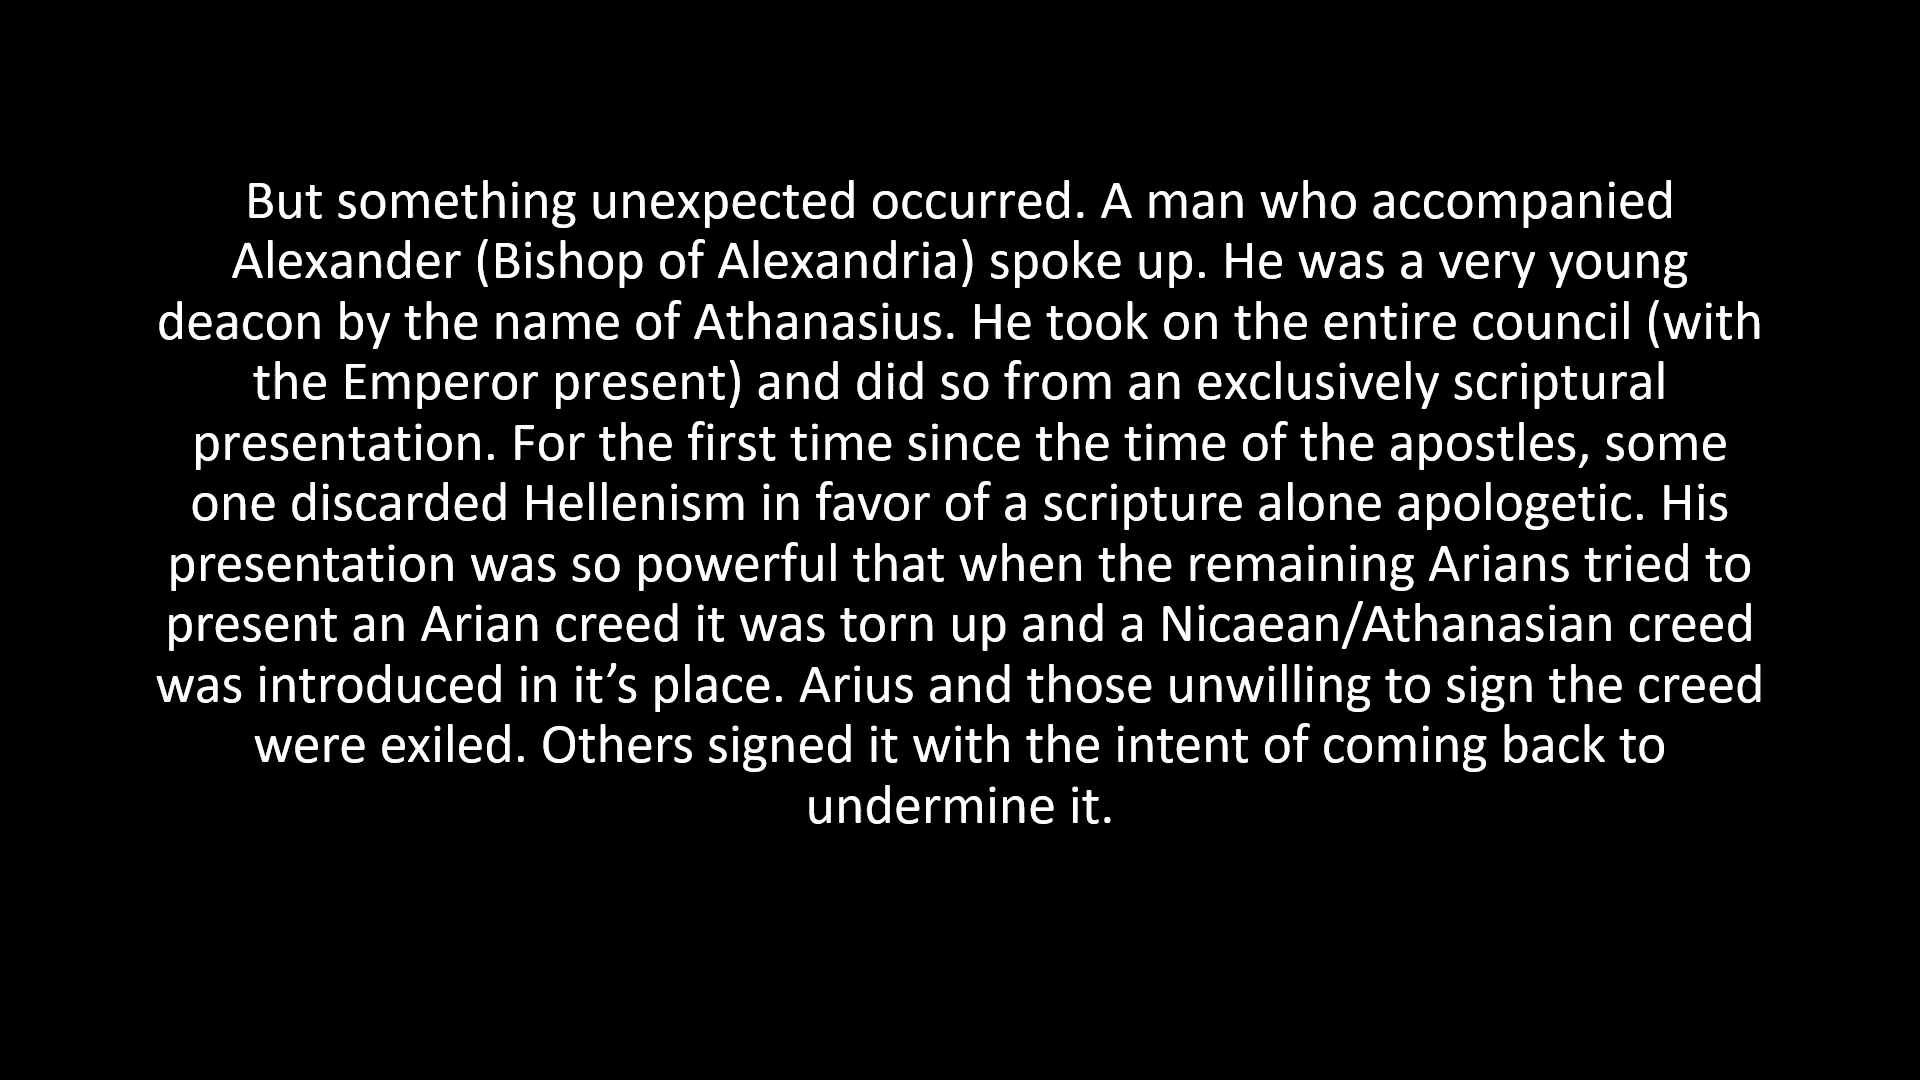 But something unexpected occurred. A man who accompanied
Alexander (Bishop of Alexandria) spoke up. He was a very young
deacon by the name of Athanasius. He took on the entire council (with
the Emperor present) and did so from an exclusively scriptural
presentation. For the first time since the time of the apostles, some
one discarded Hellenism in favor of a scripture alone apologetic. His
presentation was so powerful that when the remaining Arians tried to
present an Arian creed it was torn up and a Nicaean/Athanasian creed
was introduced in it’s place. Arius and those unwilling to sign the creed
were exiled. Others signed it with the intent of coming back to
undermine it.